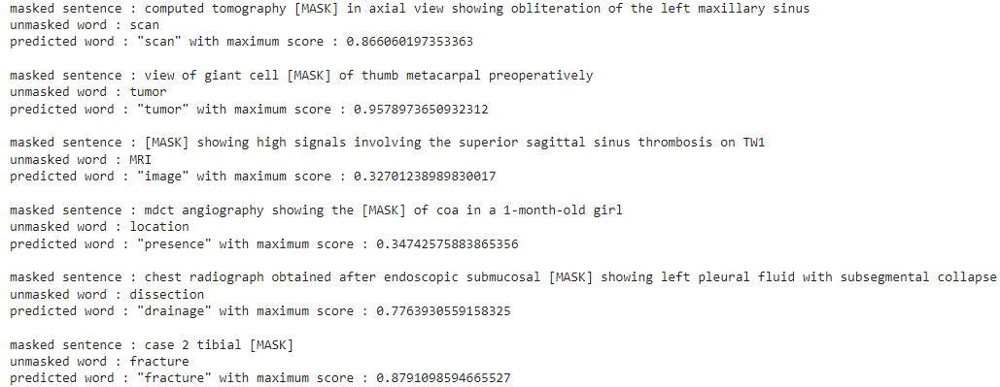 masked sentence : computed tomography [MASK] in axial view showing obliteration of the left maxillary sinus
unmasked word : scan
predicted word : "scan" with maximum score : 0.866060197353363
masked sentence : view of giant cell [MASK] of thumb metacarpal preoperatively
unmasked word : tumor
predicted word : "tumor" with maximum score : 0.9578973650932312
masked sentence : [MASK] showing high signals involving the superior sagittal sinus thrombosis on TW1
unmasked word : MRI
predicted word : "image" with maximum score : 0.32701238989830017
masked sentence : mdct angiography showing the [MASK] of coa in a 1-month-old girl
unmasked word : location
predicted word : "presence" with maximum score : 0.34742575883865356
masked sentence : chest radiograph obtained after endoscopic submucosal [MASK] showing left pleural fluid with subsegmental collapse
unmasked word : dissection
predicted word : "drainage" with maximum score : 0.7763930559158325
masked sentence : case 2 tibial [MASK]
unmasked word : fracture
predicted word : "fracture" with maximum score : 0.8791098594665527